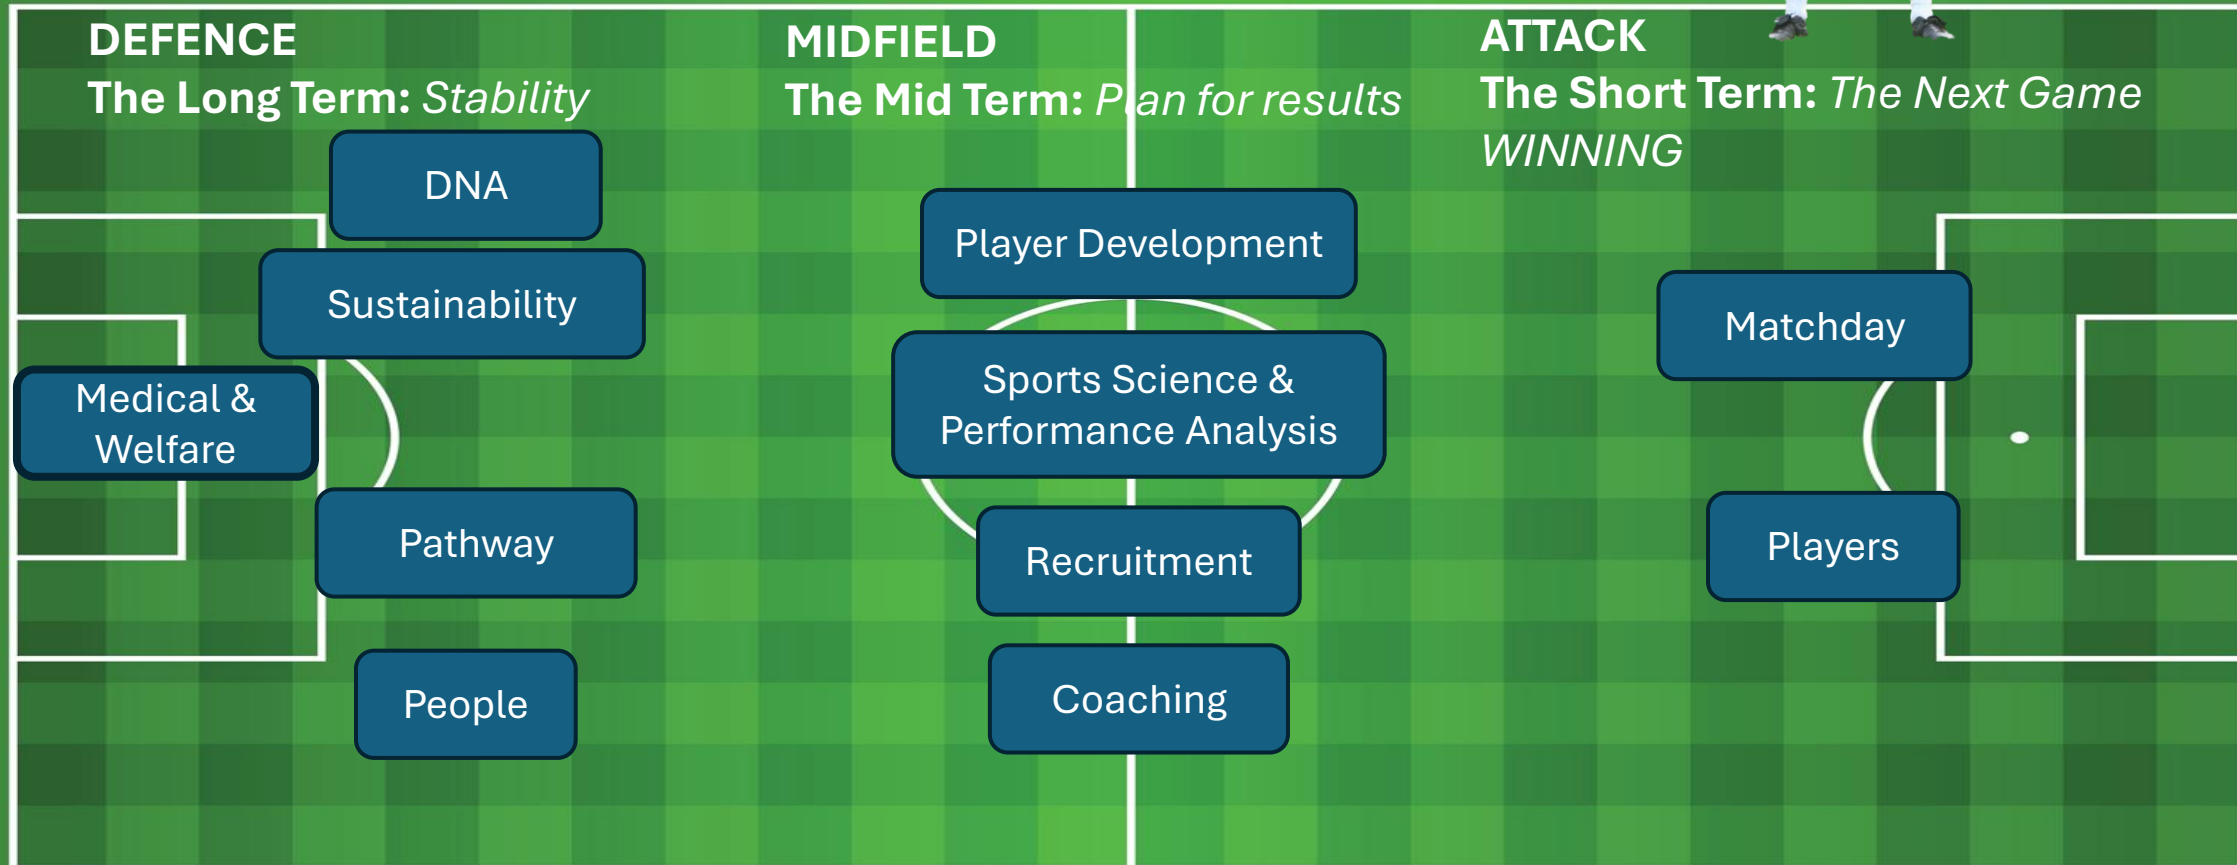 DEFENCE
The Long Term: Stability
DNA
Sustainability
Medical &
Welfare
Pathway
People
MIDFIELD
The Mid Term: Plan for results
Player Development
Sports Science &
Performance Analysis
Recruitment
Coaching
ATTACK
The Short Term: The Next Game
WINNING
Matchday
Players